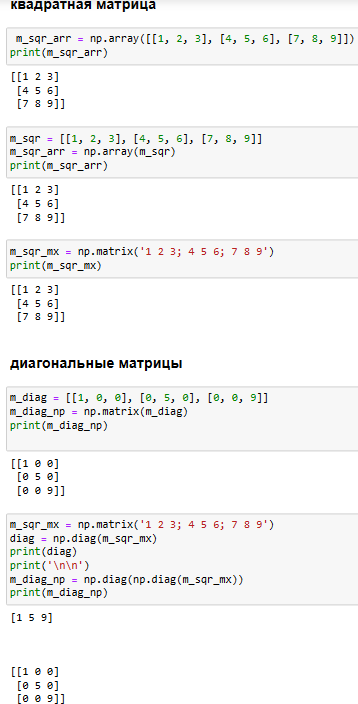 квадратная матрица
m_sqr_arr = np.array([[1, 2, 3], [4, 5, 6], [7, 8, 9]])
print(m_sqr_arr)
[[1 2 3]
 [4 5 6]
 [7 8 9]]
m_sqr = [[1, 2, 3], [4, 5, 6], [7, 8, 9]]
m_sqr_arr = np.array(m_sqr)
print(m_sqr_arr)
[[1 2 3]
 [4 5 6]
 [7 8 9]]
m_sqr_mx = np.matrix('1 2 3; 4 5 6; 7 8 9')
print(m_sqr_mx)
[[1 2 3]
 [4 5 6]
 [7 8 9]]
диагональные матрицы
m_diag = [[1, 0, 0], [0, 5, 0], [0, 0, 9]]
m_diag_np = np.matrix(m_diag)
print(m_diag_np)
[[1 0 0]
 [0 5 0]
 [0 0 9]]
m_sqr_mx = np.matrix('1 2 3; 4 5 6; 7 8 9')
diag = np.diag(m_sqr_mx)
print(diag)
print('\n\n')
m_diag_np = np.diag(np.diag(m_sqr_mx))
print(m_diag_np)
[1 5 9]
[[1 0 0]
 [0 5 0]
 [0 0 9]]